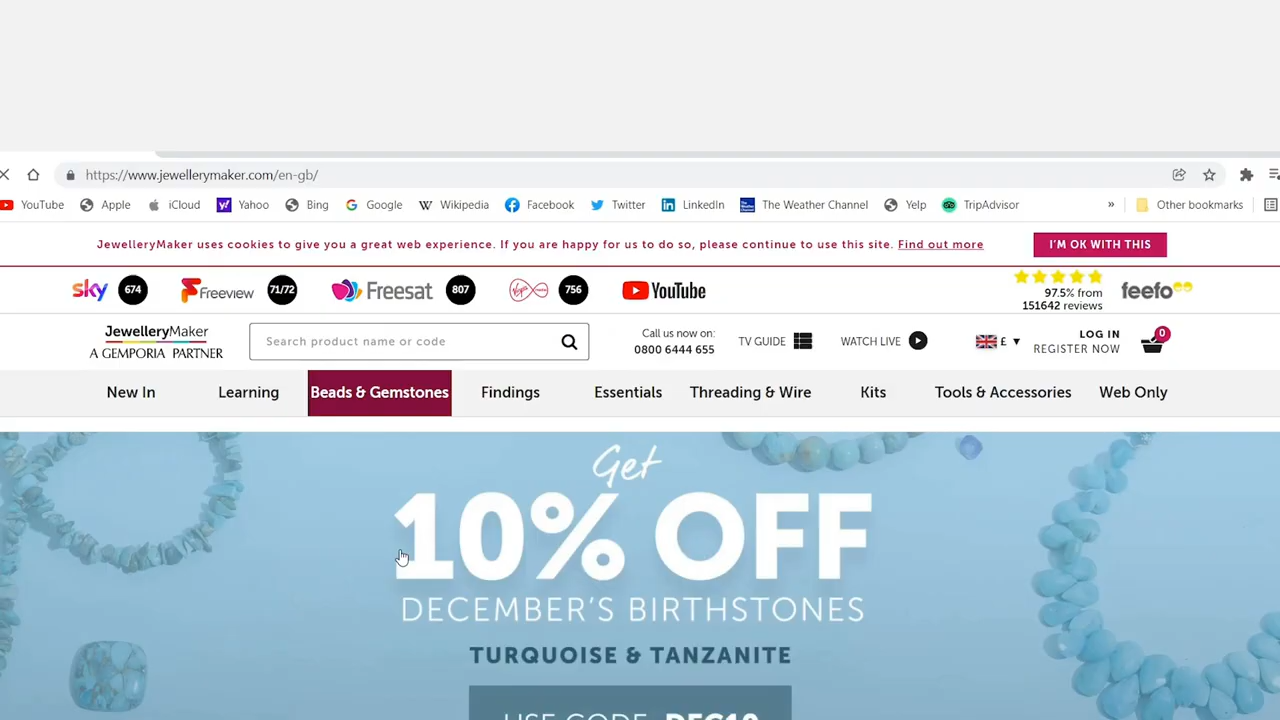 https://www.jewellerymaker.com/en-gb/
YouTube Apple iCloud Yahoo Bing Google Wikipedia Facebook Twitter LinkedIn The Weather Channel Yelp TripAdvisor » Other bookmarks
JewelleryMaker uses cookies to give you a great web experience. If you are happy for us to do so, please continue to use this site. Find out more
I'M OK WITH THIS
sky 674 Freeview 71/72 Freesat 807 Virgin media 756 YouTube
97.5% from
151642 reviews
feefo
JewelleryMaker
A GEMPORIA PARTNER
Search product name or code
Call us now on:
0800 6444 655
TV GUIDE
WATCH LIVE
£ ▼
LOG IN
REGISTER NOW
0
New In Learning Beads & Gemstones Findings Essentials Threading & Wire Kits Tools & Accessories Web Only
Get
10% OFF
DECEMBER'S BIRTHSTONES
TURQUOISE & TANZANITE
USE CODE DEC10